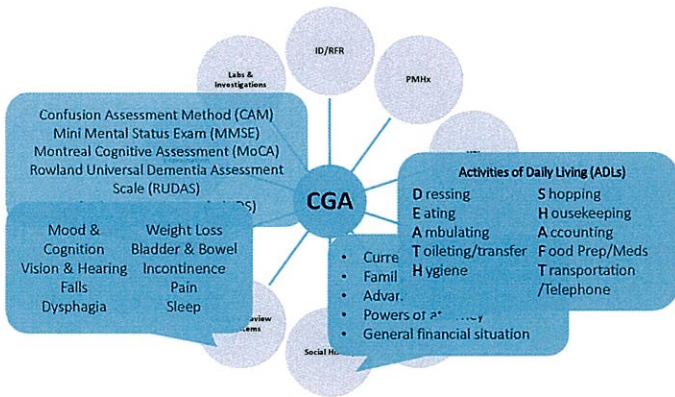 ID/RFR
Labs &
Investigations
PMHx
Confusion Assessment Method (CAM)
Mini Mental Status Exam (MMSE)
Montreal Cognitive Assessment (MoCA)
Rowland Universal Dementia Assessment
Scale (RUDAS)
CGA
Activities of Daily Living (ADLs)
Dressing
Eating
Ambulating
Toileting/transfer
Hygiene
Shopping
Housekeeping
Accounting
Food Prep/Meds
Transportation
/Telephone
Mood &
Cognition
Vision & Hearing
Falls
Dysphagia
Weight Loss
Bladder & Bowel
Incontinence
Pain
Sleep
• General financial situation
• Powers of
Social